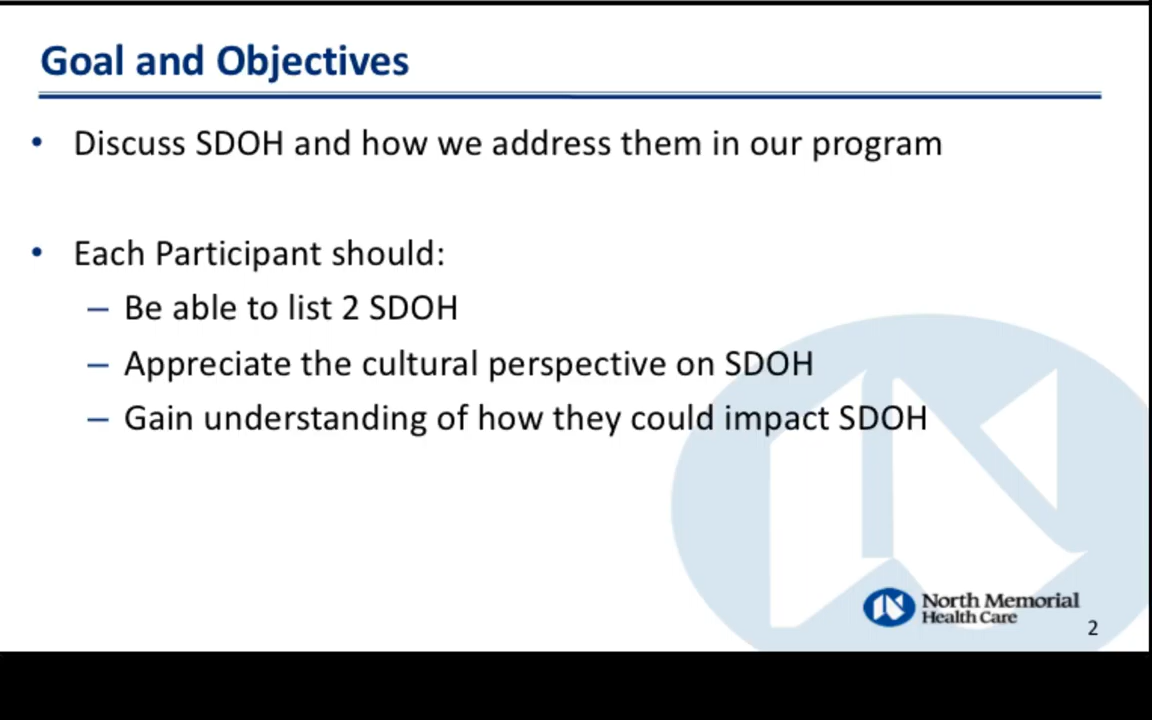 Goal and Objectives
• Discuss SDOH and how we address them in our program
• Each Participant should:
– Be able to list 2 SDOH
– Appreciate the cultural perspective on SDOH
– Gain understanding of how they could impact SDOH
North Memorial
Health Care
2